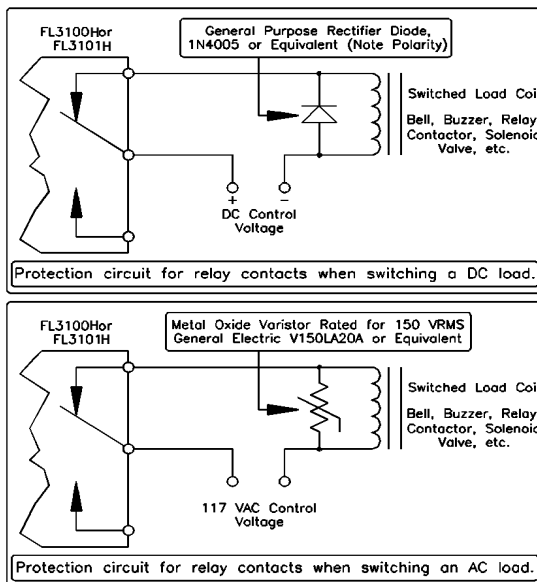 FL3100Hor
FL3101H
General Purpose Rectifier Diode,
1N4005 or Equivalent (Note Polarity)
Switched Load Coi
Bell, Buzzer, Relay
Contactor, Solenoid
Valve, etc.
+ −
DC Control
Voltage
Protection circuit for relay contacts when switching a DC load.
FL3100Hor
FL3101H
Metal Oxide Varistor Rated for 150 VRMS
General Electric V150LA20A or Equivalent
Switched Load Coi
Bell, Buzzer, Relay
Contactor, Solenoid
Valve, etc.
117 VAC Control
Voltage
Protection circuit for relay contacts when switching an AC load.